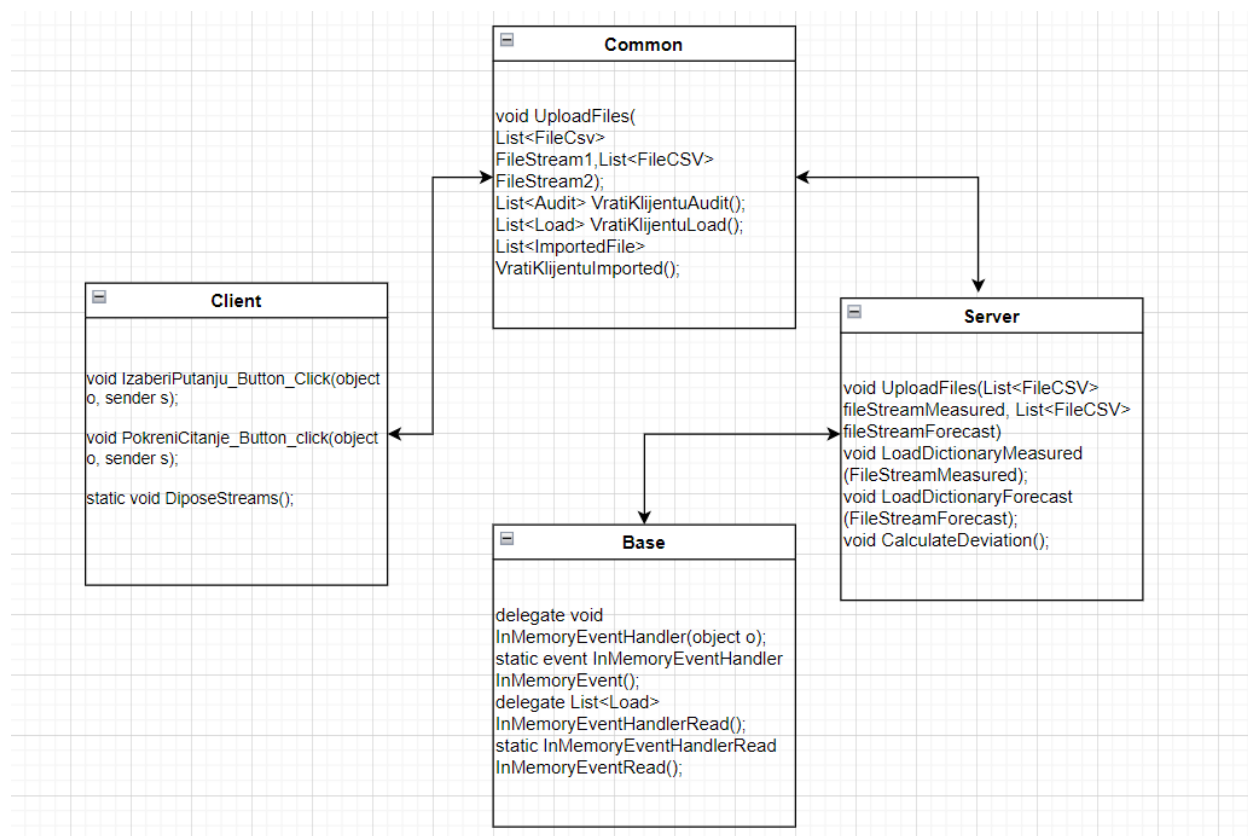 Common
void UploadFiles(
List<FileCsv>
FileStream1,List<FileCSV>
FileStream2);
List<Audit> VratiKlijentuAudit();
List<Load> VratiKlijentuLoad();
List<ImportedFile>
VratiKlijentuImported();
Client
void IzaberiPutanju_Button_Click(object
o, sender s);
void PokreniCitanje_Button_click(object
o, sender s);
static void DiposeStreams();
Server
void UploadFiles(List<FileCSV>
fileStreamMeasured, List<FileCSV>
fileStreamForecast)
void LoadDictionaryMeasured
(FileStreamMeasured);
void LoadDictionaryForecast
(FileStreamForecast);
void CalculateDeviation();
Base
delegate void
InMemoryEventHandler(object o);
static event InMemoryEventHandler
InMemoryEvent();
delegate List<Load>
InMemoryEventHandlerRead();
static InMemoryEventHandlerRead
InMemoryEventRead();